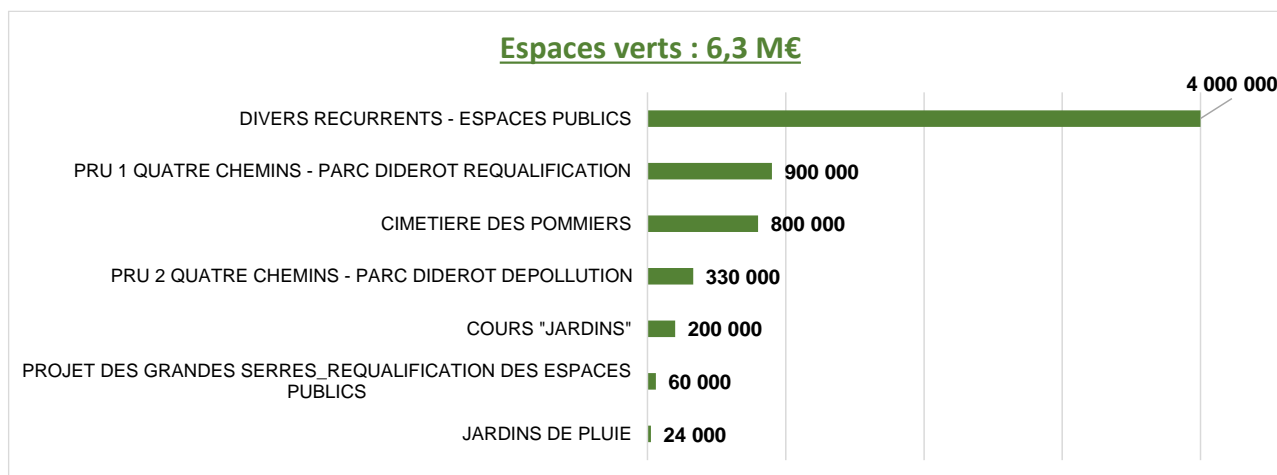 Espaces verts : 6,3 M€
4 000 000
DIVERS RECURRENTS - ESPACES PUBLICS
PRU 1 QUATRE CHEMINS - PARC DIDEROT REQUALIFICATION
900 000
CIMETIERE DES POMMIERS
800 000
PRU 2 QUATRE CHEMINS - PARC DIDEROT DEPOLLUTION
330 000
COURS "JARDINS"
200 000
PROJET DES GRANDES SERRES_REQUALIFICATION DES ESPACES
PUBLICS
60 000
JARDINS DE PLUIE
24 000